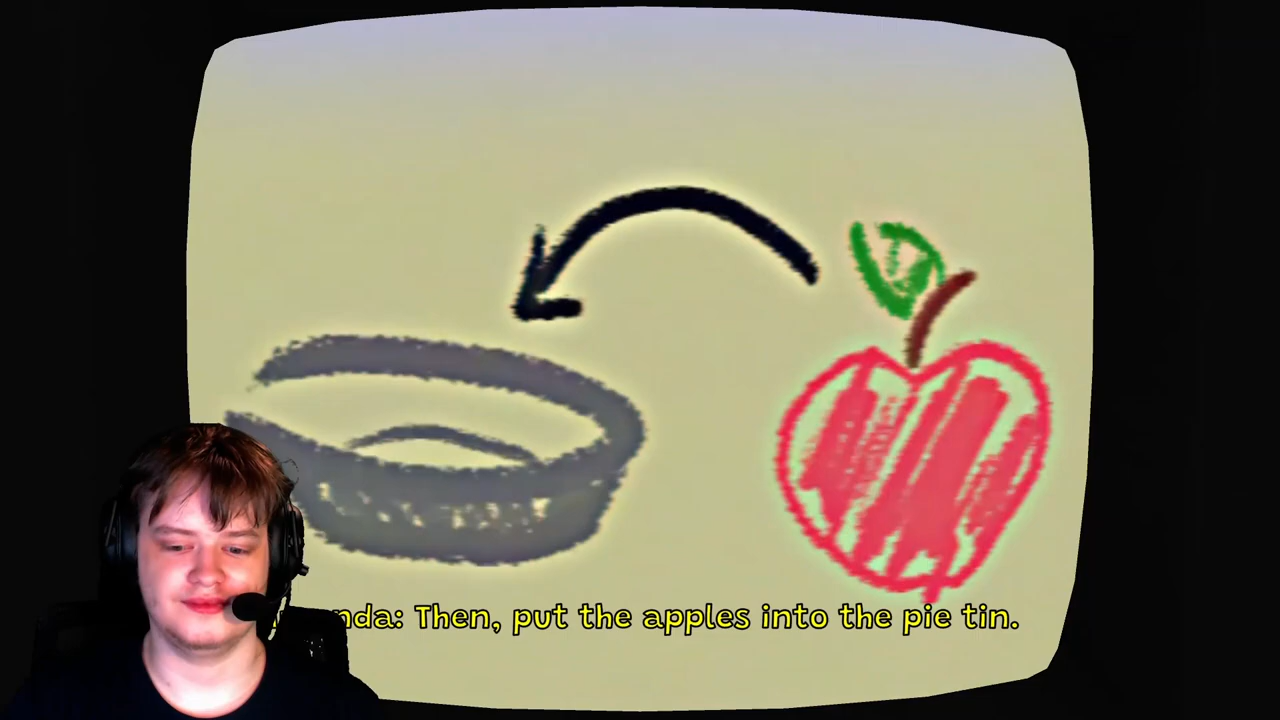 nda: Then, put the apples into the pie tin.